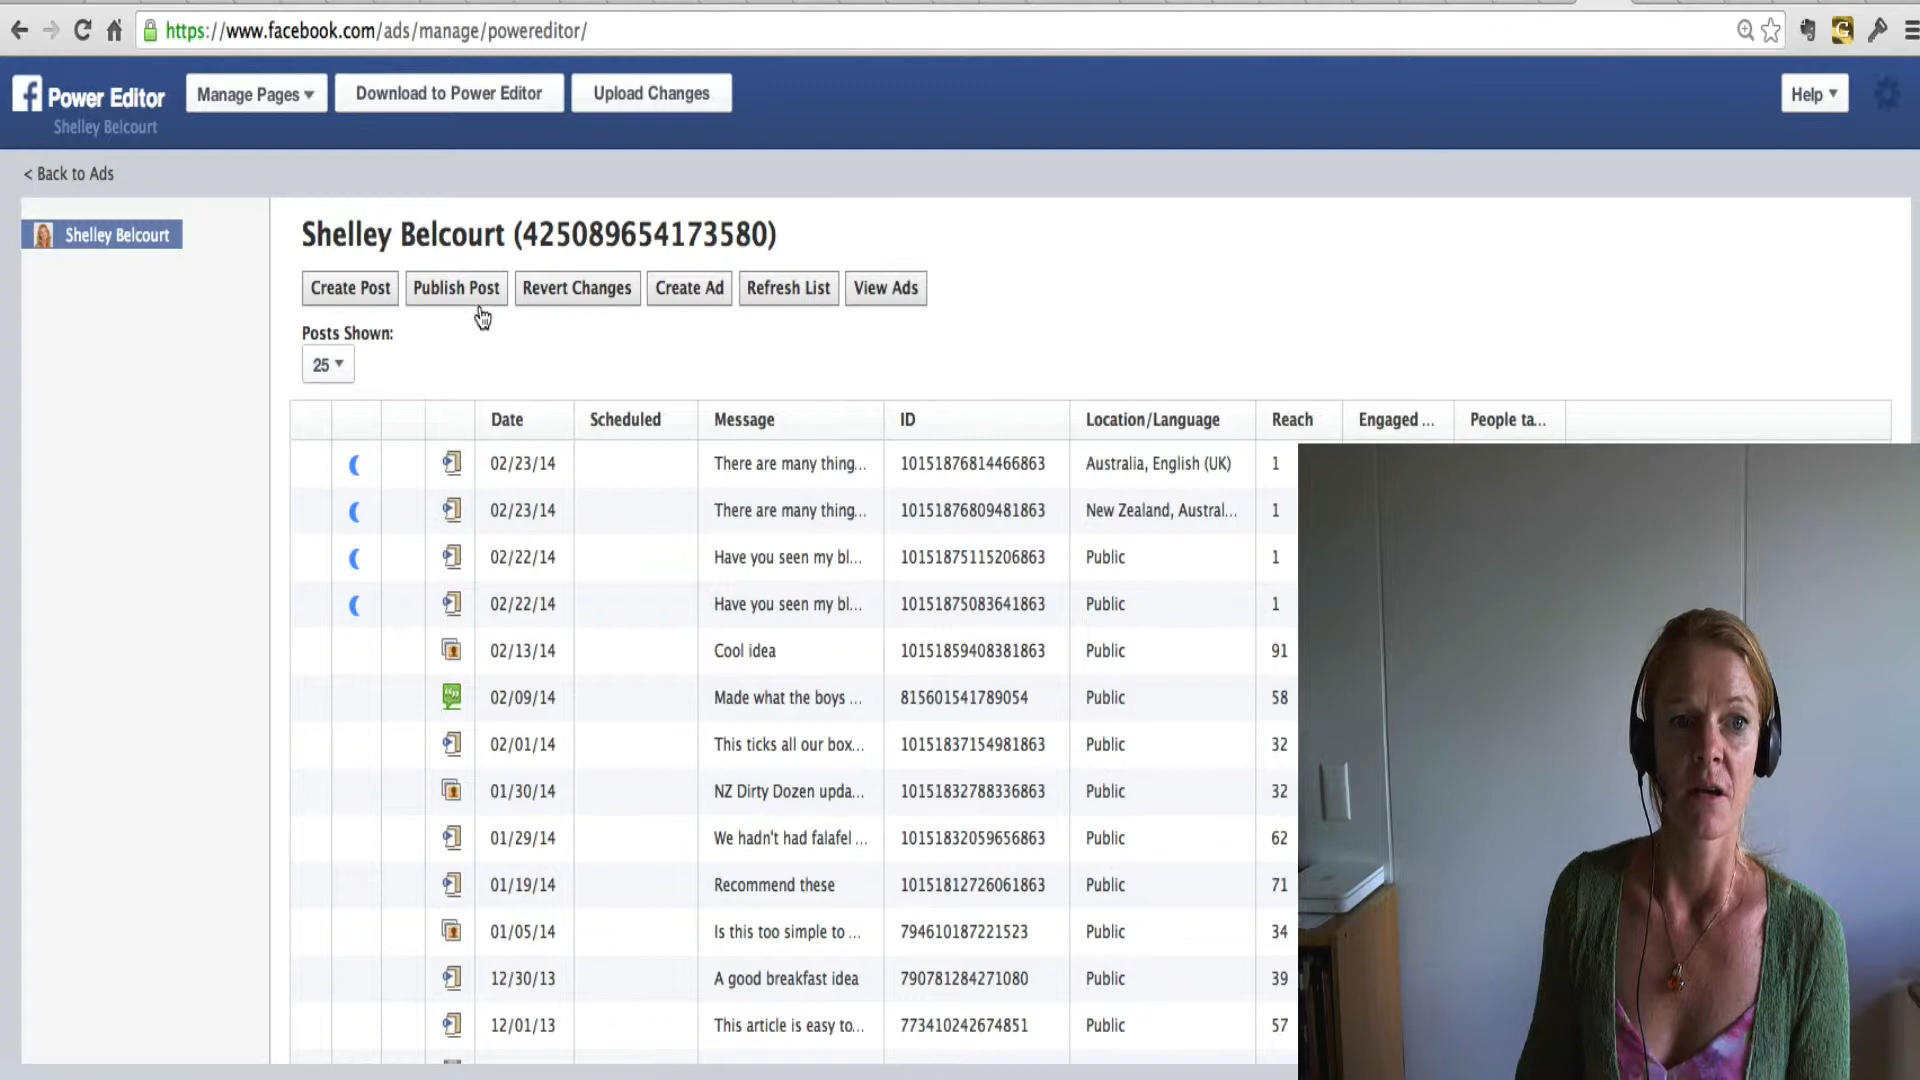 https://www.facebook.com/ads/manage/powereditor/
Power Editor
Shelley Belcourt
Manage Pages
Download to Power Editor
Upload Changes
Help
< Back to Ads
Shelley Belcourt
Shelley Belcourt (425089654173580)
Create Post
Publish Post
Revert Changes
Create Ad
Refresh List
View Ads
Posts Shown:
25
Date Scheduled Message ID Location/Language Reach Engaged ... People ta...
02/23/14 There are many thing... 10151876814466863 Australia, English (UK) 1
02/23/14 There are many thing... 10151876809481863 New Zealand, Austral... 1
02/22/14 Have you seen my bl... 10151875115206863 Public 1
02/22/14 Have you seen my bl... 10151875083641863 Public 1
02/13/14 Cool idea 10151859408381863 Public 91
02/09/14 Made what the boys ... 815601541789054 Public 58
02/01/14 This ticks all our box... 10151837154981863 Public 32
01/30/14 NZ Dirty Dozen upda... 10151832788336863 Public 32
01/29/14 We hadn't had falafel ... 10151832059656863 Public 62
01/19/14 Recommend these 10151812726061863 Public 71
01/05/14 Is this too simple to ... 794610187221523 Public 34
12/30/13 A good breakfast idea 790781284271080 Public 39
12/01/13 This article is easy to... 773410242674851 Public 57